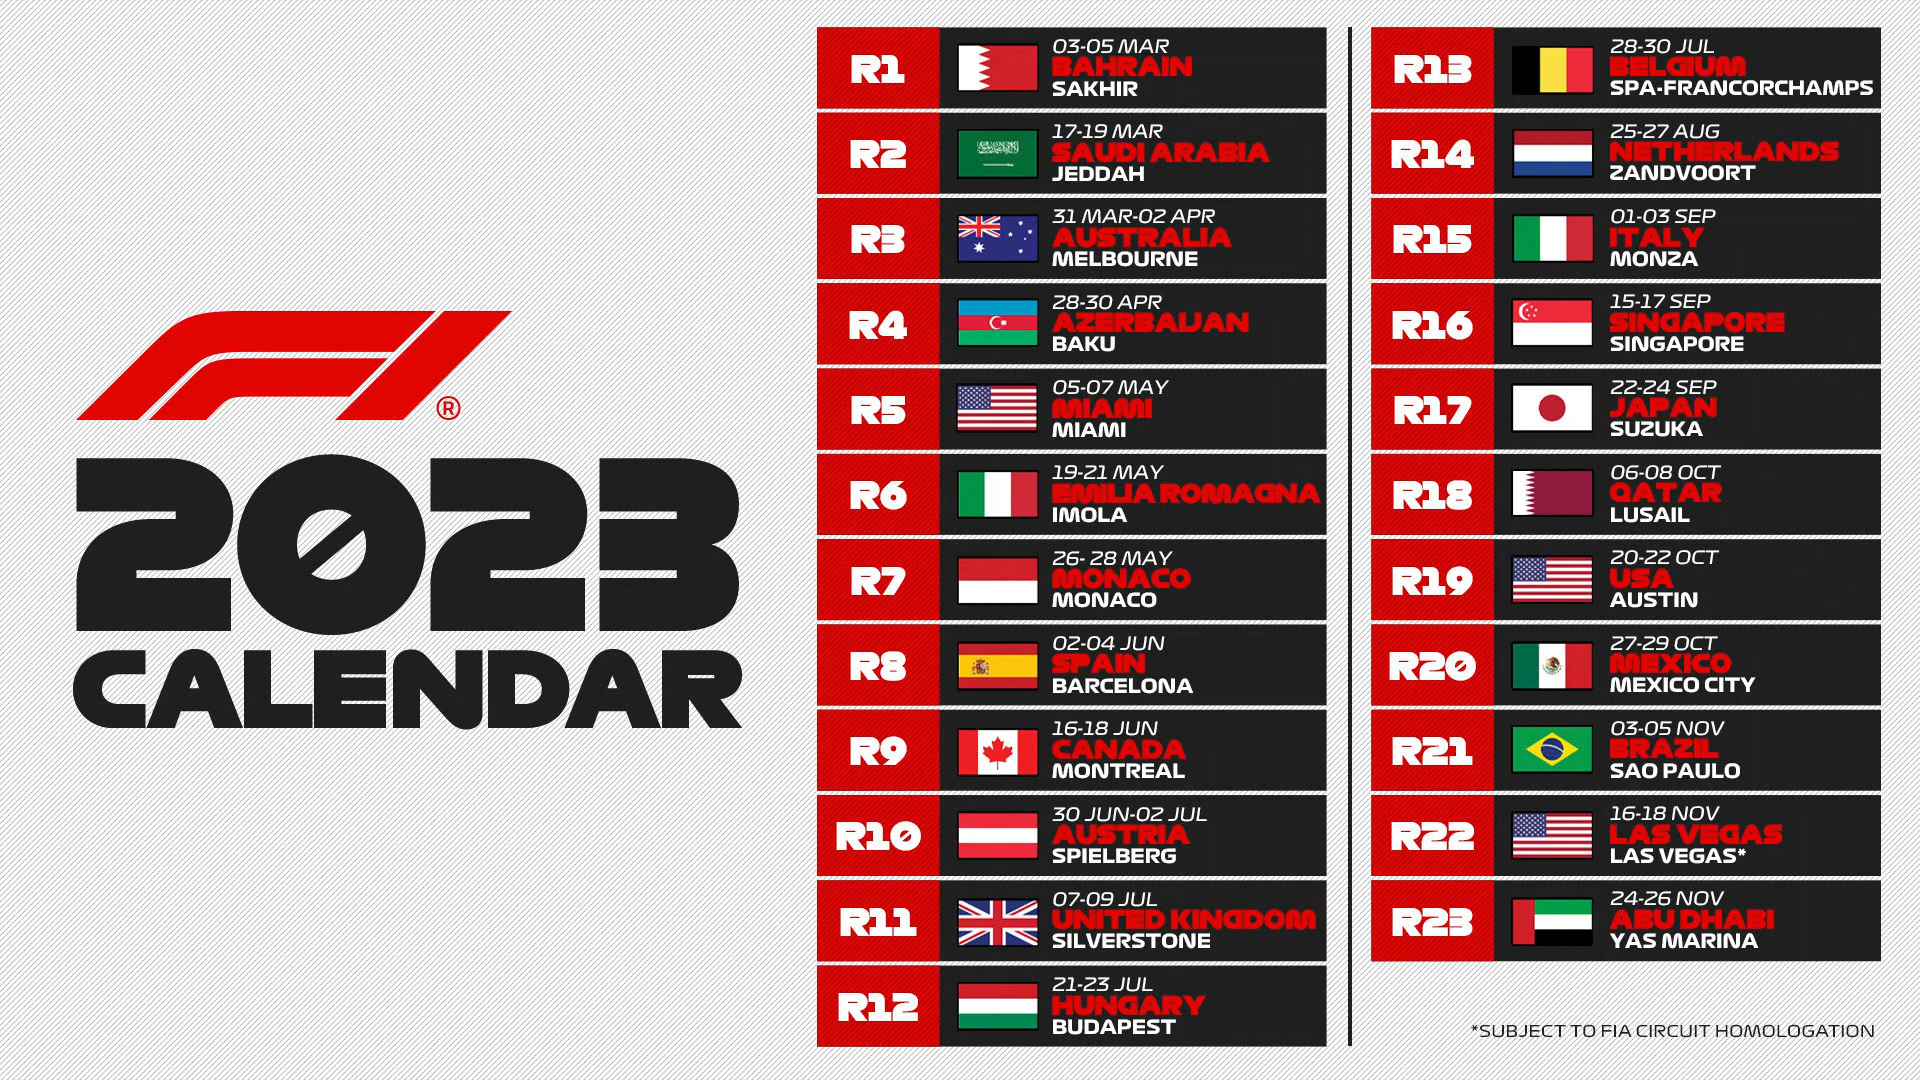 F1®
2023
CALENDAR
R1
03-05 MAR
BAHRAIN
SAKHIR
R2
17-19 MAR
SAUDI ARABIA
JEDDAH
R3
31 MAR-02 APR
AUSTRALIA
MELBOURNE
R4
28-30 APR
AZERBAIJAN
BAKU
R5
05-07 MAY
MIAMI
MIAMI
R6
19-21 MAY
EMILIA ROMAGNA
IMOLA
R7
26- 28 MAY
MONACO
MONACO
R8
02-04 JUN
SPAIN
BARCELONA
R9
16-18 JUN
CANADA
MONTREAL
R10
30 JUN-02 JUL
AUSTRIA
SPIELBERG
R11
07-09 JUL
UNITED KINGDOM
SILVERSTONE
R12
21-23 JUL
HUNGARY
BUDAPEST
R13
28-30 JUL
BELGIUM
SPA-FRANCORCHAMPS
R14
25-27 AUG
NETHERLANDS
ZANDVOORT
R15
01-03 SEP
ITALY
MONZA
R16
15-17 SEP
SINGAPORE
SINGAPORE
R17
22-24 SEP
JAPAN
SUZUKA
R18
06-08 OCT
QATAR
LUSAIL
R19
20-22 OCT
USA
AUSTIN
R20
27-29 OCT
MEXICO
MEXICO CITY
R21
03-05 NOV
BRAZIL
SAO PAULO
R22
16-18 NOV
LAS VEGAS
LAS VEGAS*
R23
24-26 NOV
ABU DHABI
YAS MARINA
*SUBJECT TO FIA CIRCUIT HOMOLOGATION